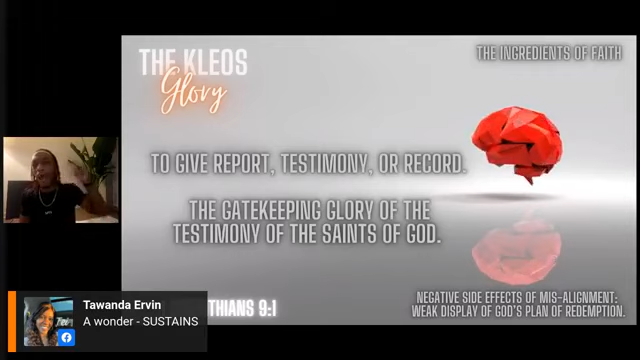 THE KLEOS
Glory
THE INGREDIENTS OF FAITH
TO GIVE REPORT, TESTIMONY, OR RECORD.
THE GATEKEEPING GLORY OF THE
TESTIMONY OF THE SAINTS OF GOD.
THIANS 9:1
NEGATIVE SIDE EFFECTS OF MIS-ALIGNMENT:
WEAK DISPLAY OF GOD'S PLAN OF REDEMPTION.
Tawanda Ervin
A wonder - SUSTAINS